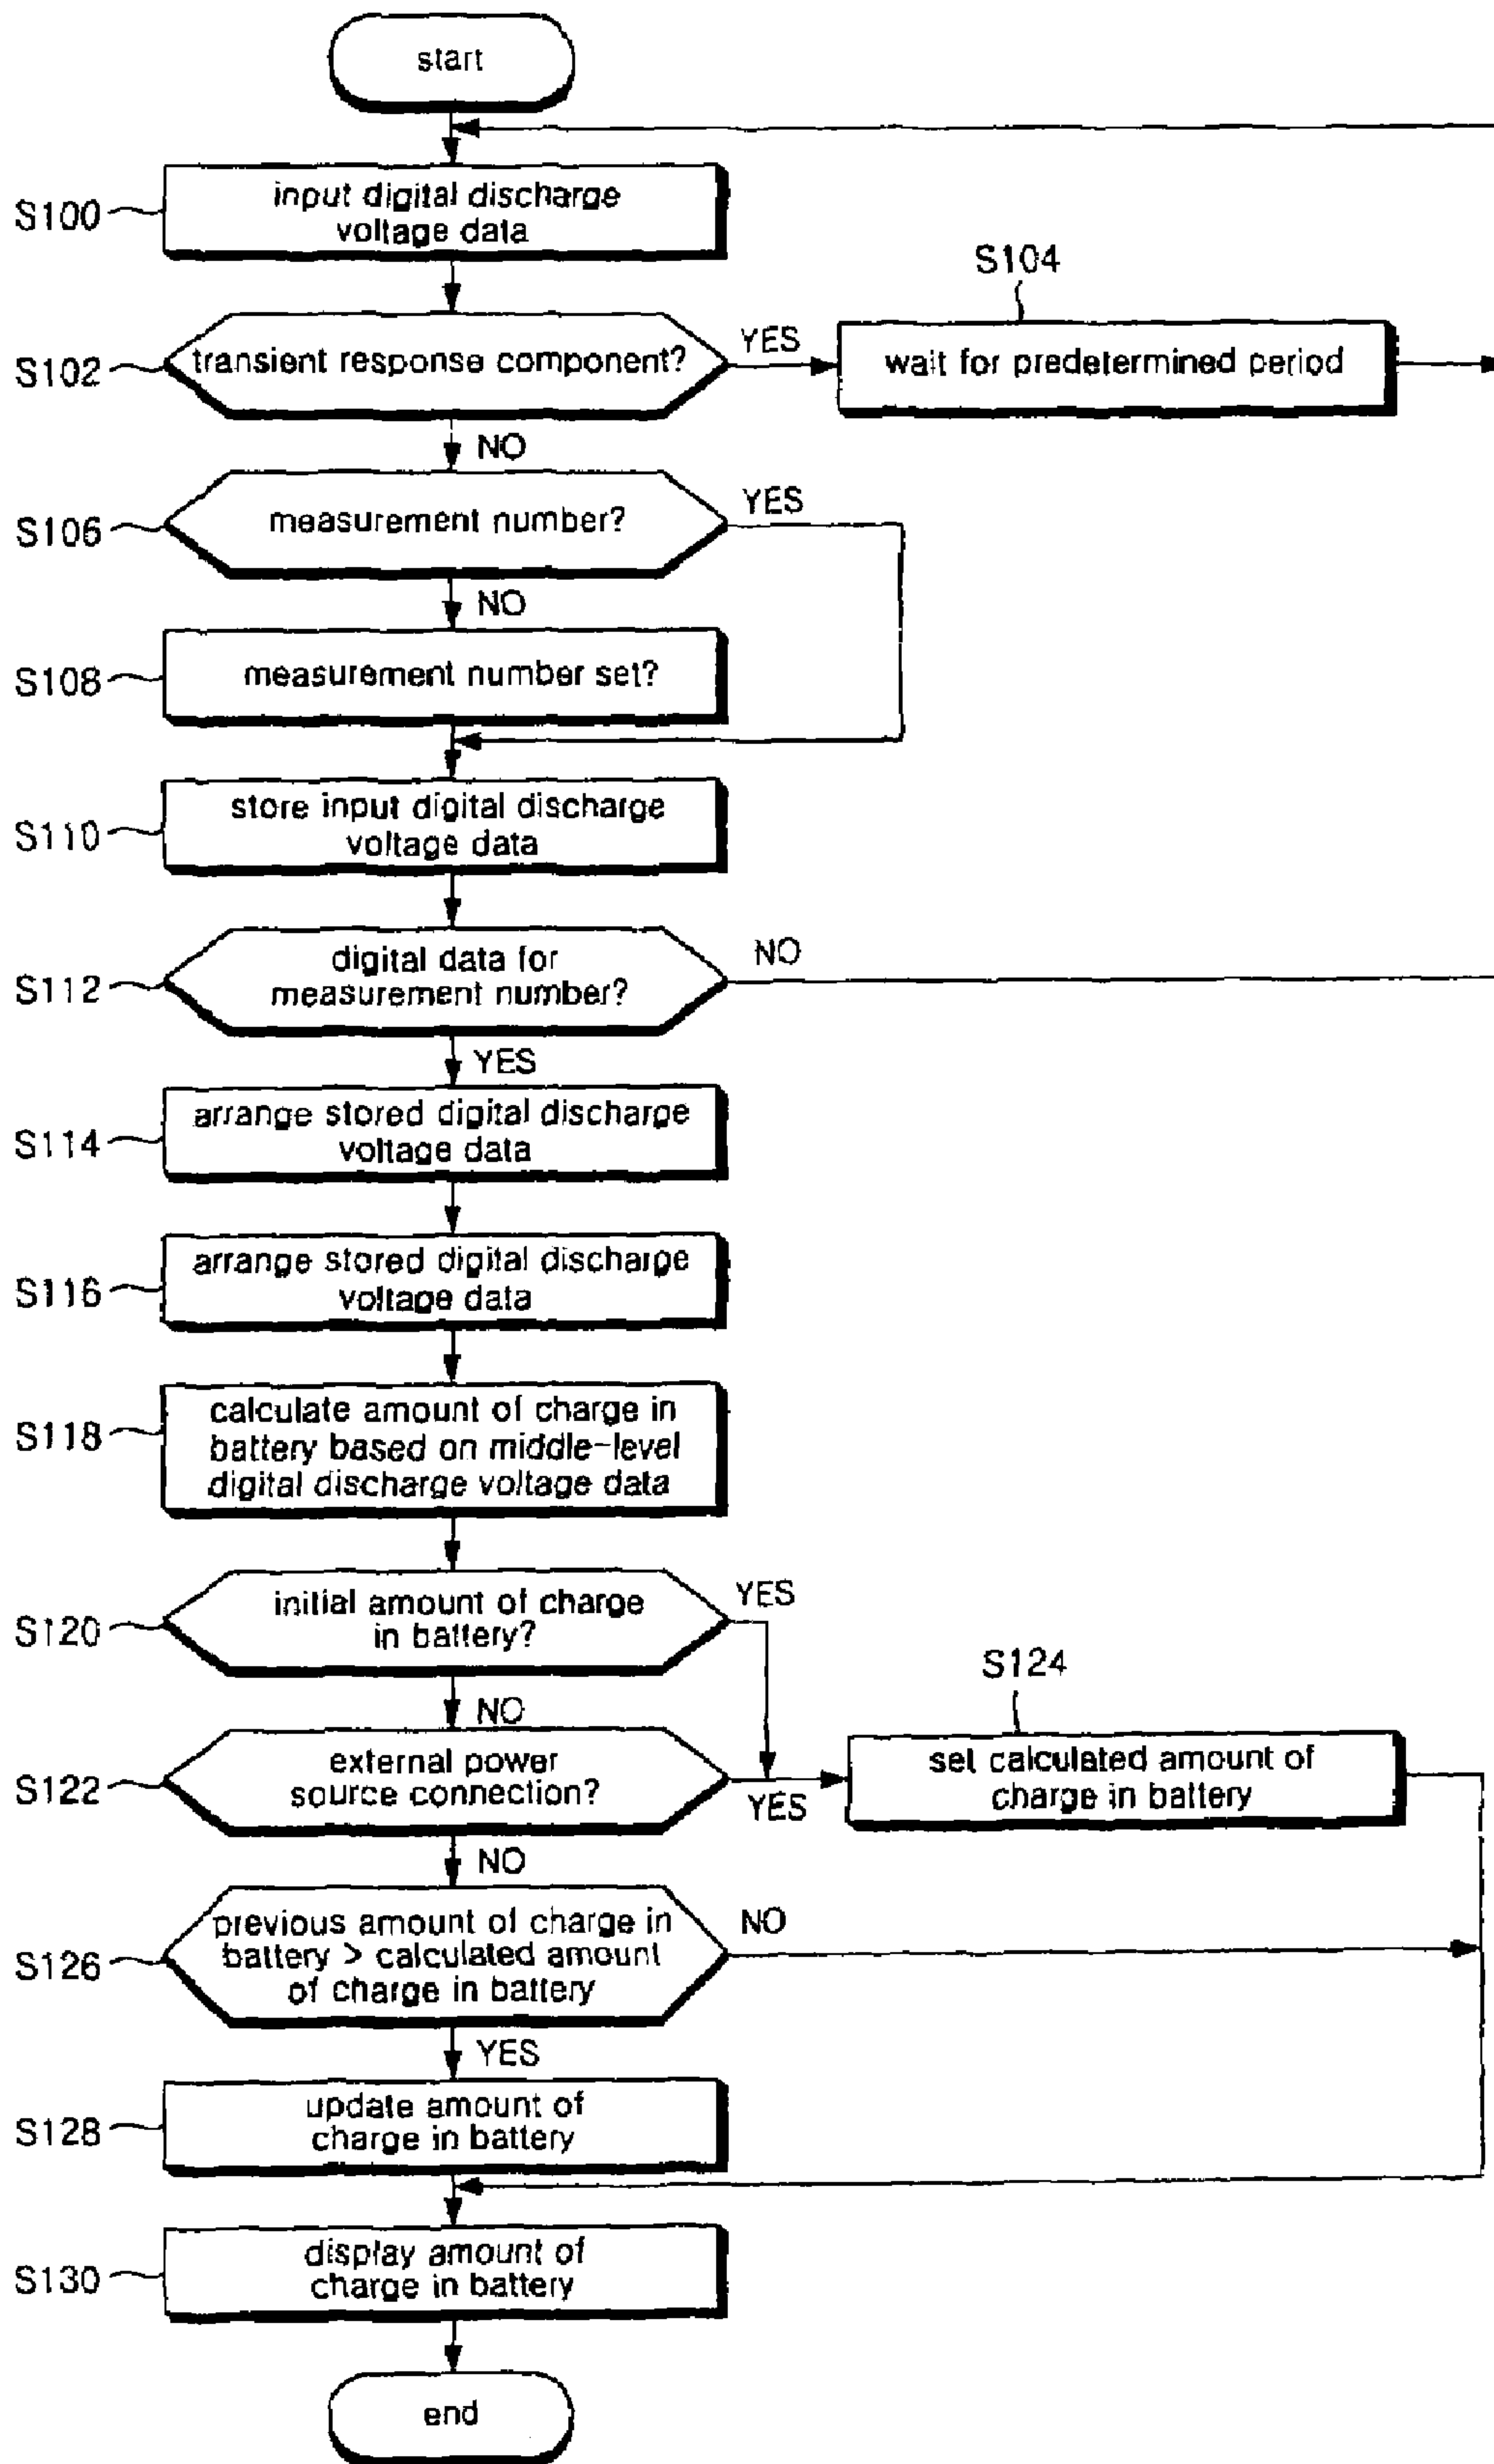 start
S100
input digital discharge
voltage data
S102
transient response component?
YES
S104
wait for predetermined period
NO
S106
measurement number?
YES
NO
S108
measurement number set?
S110
store input digital discharge
voltage data
S112
digital data for
measurement number?
NO
YES
S114
arrange stored digital discharge
voltage data
S116
arrange stored digital discharge
voltage data
S118
calculate amount of charge in
battery based on middle-level
digital discharge voltage data
S120
initial amount of charge
in battery?
YES
NO
S122
external power
source connection?
YES
S124
set calculated amount of
charge in battery
NO
S126
previous amount of charge in
battery > calculated amount
of charge in battery
NO
YES
S128
update amount of
charge in battery
S130
display amount of
charge in battery
end